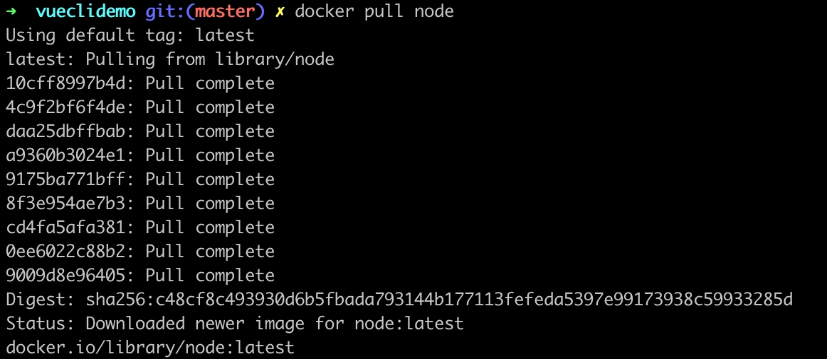 ➜ vueclidemo git:(master) ✗ docker pull node
Using default tag: latest
latest: Pulling from library/node
10cff8997b4d: Pull complete
4c9f2bf6f4de: Pull complete
daa25dbffbab: Pull complete
a9360b3024e1: Pull complete
9175ba771bff: Pull complete
8f3e954ae7b3: Pull complete
cd4fa5afa381: Pull complete
0ee6022c88b2: Pull complete
9009d8e96405: Pull complete
Digest: sha256:c48cf8c493930d6b5fbada793144b177113fefeda5397e99173938c59933285d
Status: Downloaded newer image for node:latest
docker.io/library/node:latest